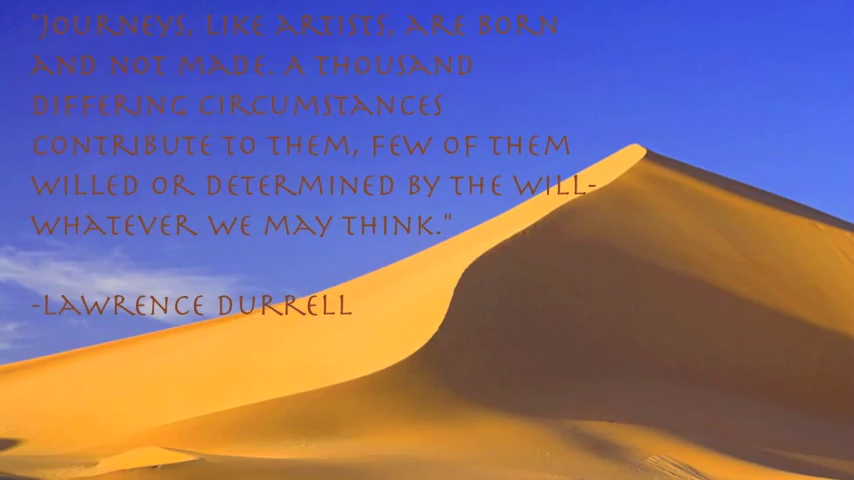 "Journeys, like artists, are born
and not made. A thousand
differing circumstances
contribute to them, few of them
willed or determined by the will-
whatever we may think."
-Lawrence Durrell